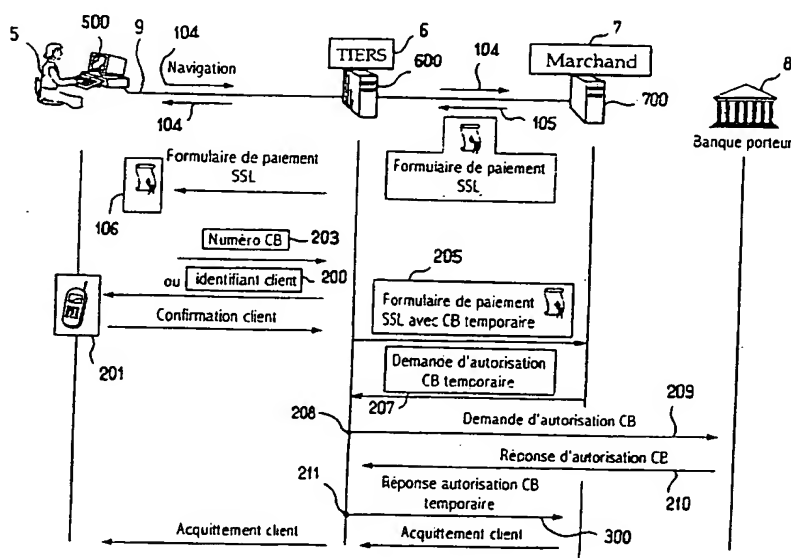 500
5
9
104
Navigation
104
TIERS
6
600
104
105
Marchand
7
700
8
Banque porteur
Formulaire de paiement
SSL
106
Formulaire de paiement
SSL
Numéro CB
203
ou
identifiant client
200
Confirmation client
201
205
Formulaire de paiement
SSL avec CB temporaire
Demande d'autorisation
CB temporaire
207
208
Demande d'autorisation CB
209
Réponse d'autorisation CB
210
211
Réponse autorisation CB
temporaire
300
Acquittement client
Acquittement client